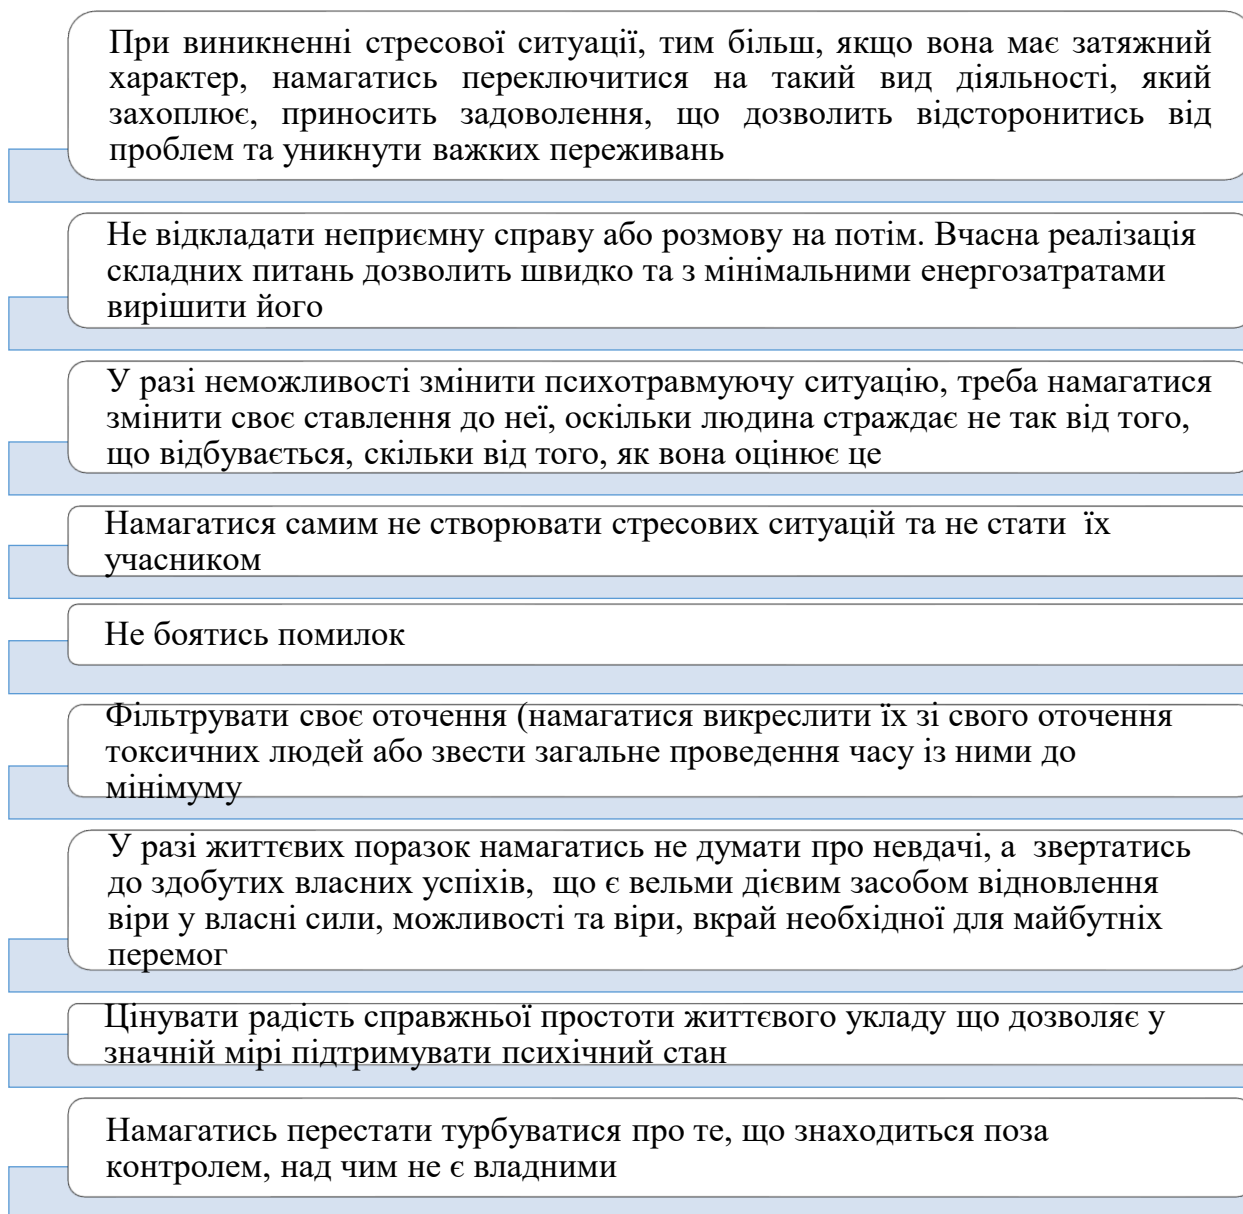 При виникненні стресової ситуації, тим більш, якщо вона має затяжний
характер, намагатись переключитися на такий вид діяльності, який
захоплює, приносить задоволення, що дозволить відсторонитись від
проблем та уникнути важких переживань
Не відкладати неприємну справу або розмову на потім. Вчасна реалізація
складних питань дозволить швидко та з мінімальними енергозатратами
вирішити його
У разі неможливості змінити психотравмуючу ситуацію, треба намагатися
змінити своє ставлення до неї, оскільки людина страждає не так від того,
що відбувається, скільки від того, як вона оцінює це
Намагатися самим не створювати стресових ситуацій та не стати їх
учасником
Не боятись помилок
Фільтрувати своє оточення (намагатися викреслити їх зі свого оточення
токсичних людей або звести загальне проведення часу із ними до
мінімуму
У разі життєвих поразок намагатись не думати про невдачі, а звертатись
до здобутих власних успіхів, що є вельми дієвим засобом відновлення
віри у власні сили, можливості та віри, вкрай необхідної для майбутніх
перемог
Цінувати радість справжньої простоти життєвого укладу що дозволяє у
значній мірі підтримувати психічний стан
Намагатись перестати турбуватися про те, що знаходиться поза
контролем, над чим не є владними